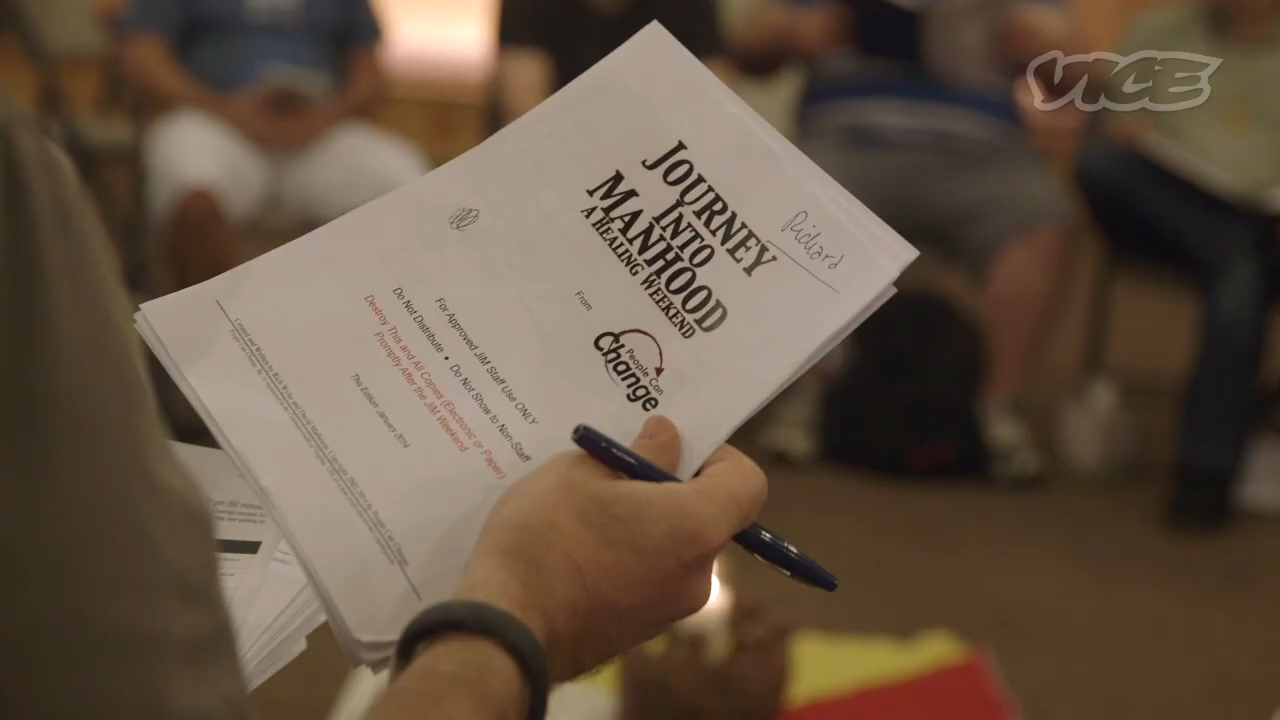 VICE
JOURNEY
INTO
MANHOOD
A HEALING WEEKEND
Richard
From
People Can
Change
For Approved JiM Staff Use ONLY
Do Not Distribute • Do Not Show to Non-Staff
Destroy This and All Copies (Electronic or Paper)
Promptly After the JiM Weekend
This Edition: January 2014